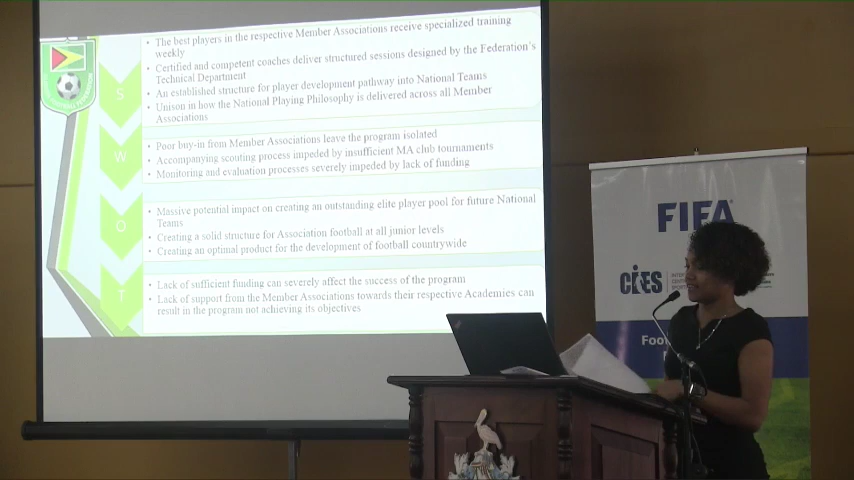 • The best players in the respective Member Associations receive specialized training
weekly
• Certified and competent coaches deliver structured sessions designed by the Federation's
Technical Department
• An established structure for player development pathway into National Teams
• Unison in how the National Playing Philosophy is delivered across all Member
Associations
S
• Poor buy-in from Member Associations leave the program isolated
• Accompanying scouting process impeded by insufficient MA club tournaments
• Monitoring and evaluation processes severely impeded by lack of funding
W
• Massive potential impact on creating an outstanding elite player pool for future National
Teams
• Creating a solid structure for Association football at all junior levels
• Creating an optimal product for the development of football countrywide
O
• Lack of sufficient funding can severely affect the success of the program
• Lack of support from the Member Associations towards their respective Academies can
result in the program not achieving its objectives
T
FIFA
CIES